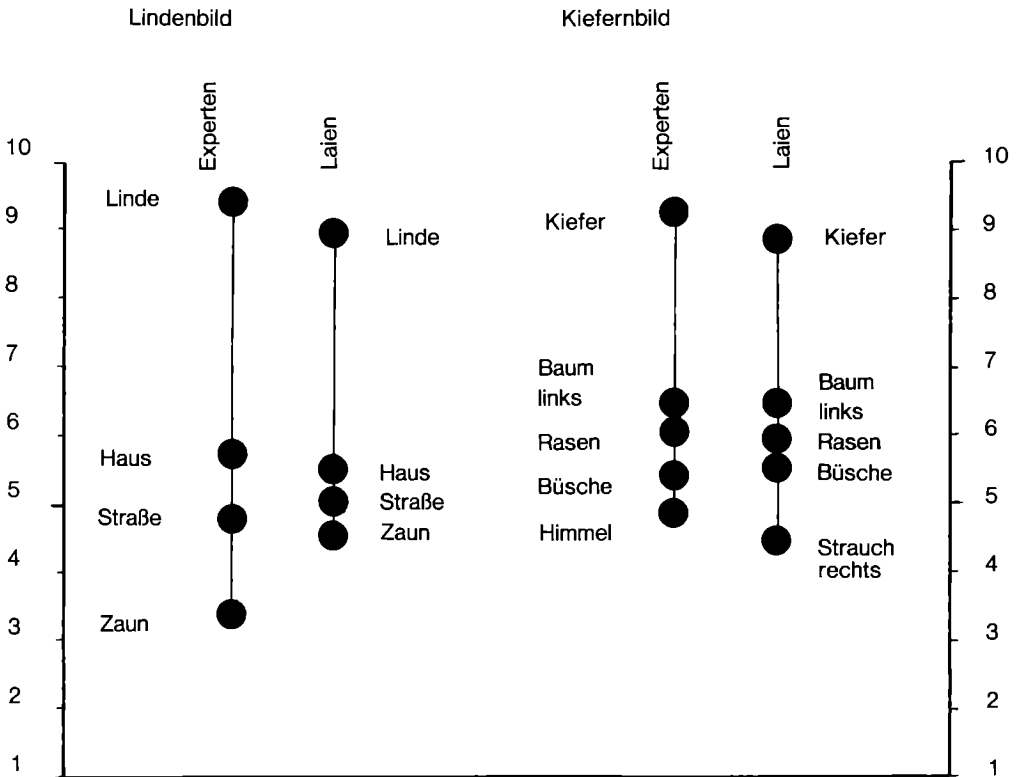 Lindenbild
Kiefernbild
Experten
Laien
Experten
Laien
10
9
8
7
6
5
4
3
2
1
Linde
Haus
Straße
Zaun
Linde
Haus
Straße
Zaun
Kiefer
Baum
links
Rasen
Büsche
Himmel
Kiefer
Baum
links
Rasen
Büsche
Strauch
rechts
10
9
8
7
6
5
4
3
2
1